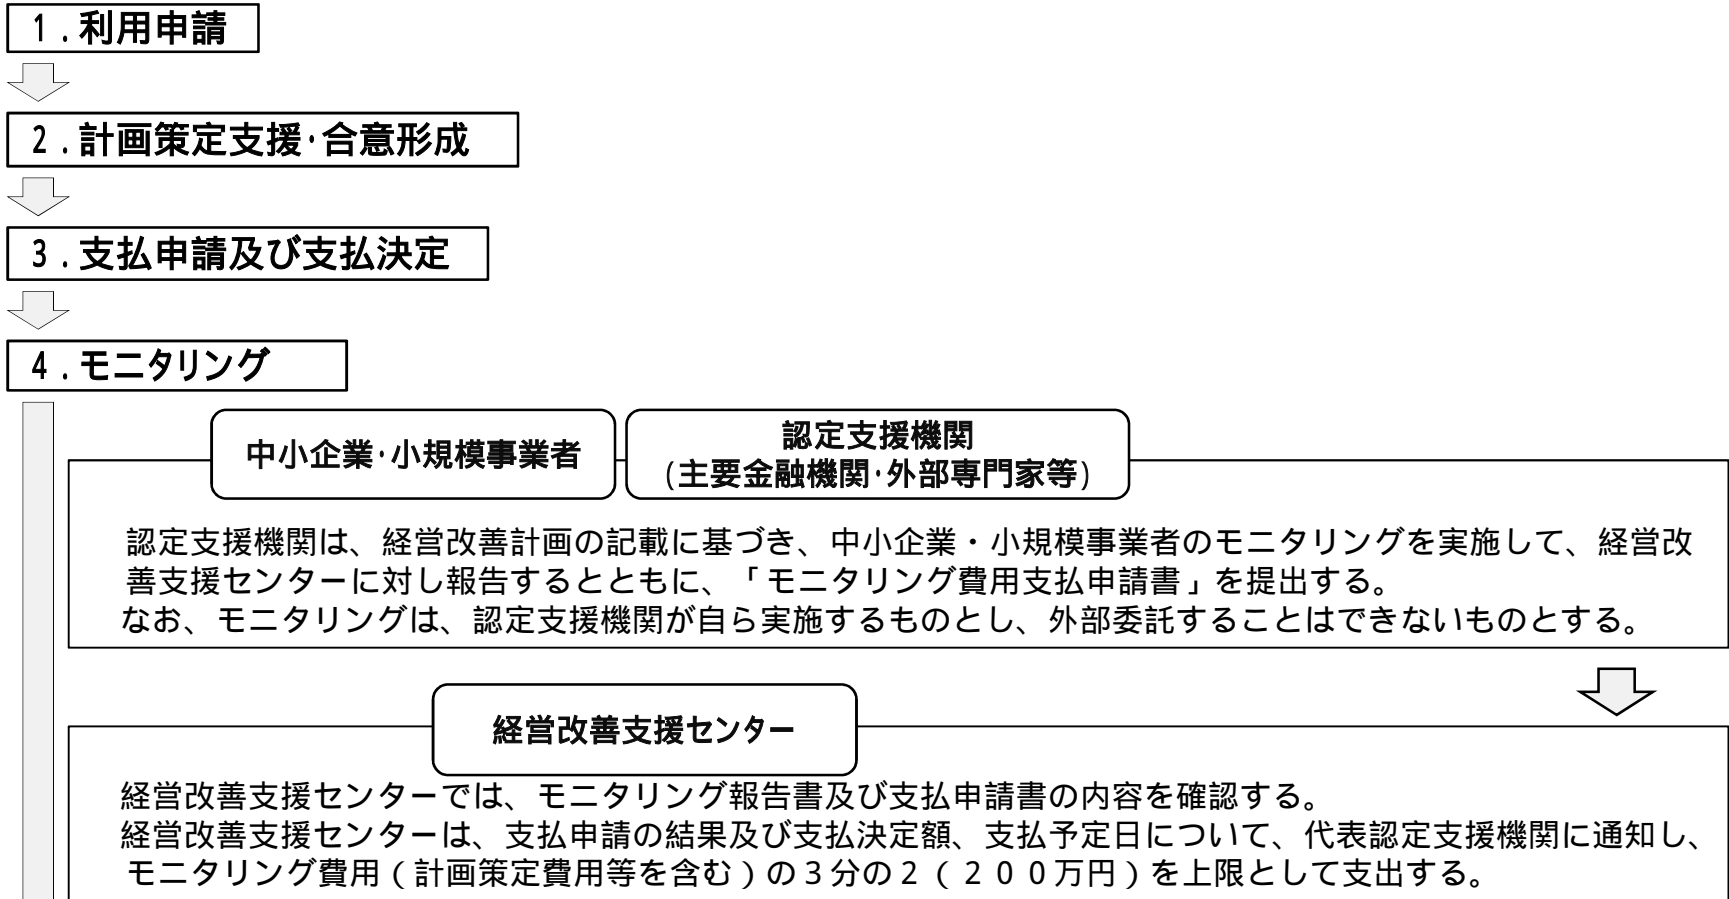 １．利用申請
２．計画策定支援・合意形成
３．支払申請及び支払決定
４．モニタリング
中小企業・小規模事業者
認定支援機関
(主要金融機関・外部専門家等)
認定支援機関は、経営改善計画の記載に基づき、中小企業・小規模事業者のモニタリングを実施して、経営改
善支援センターに対し報告するとともに、「モニタリング費用支払申請書」を提出する。
なお、モニタリングは、認定支援機関が自ら実施するものとし、外部委託することはできないものとする。
経営改善支援センター
経営改善支援センターでは、モニタリング報告書及び支払申請書の内容を確認する。
経営改善支援センターは、支払申請の結果及び支払決定額、支払予定日について、代表認定支援機関に通知し、
モニタリング費用（計画策定費用等を含む）の３分の２（２００万円）を上限として支出する。